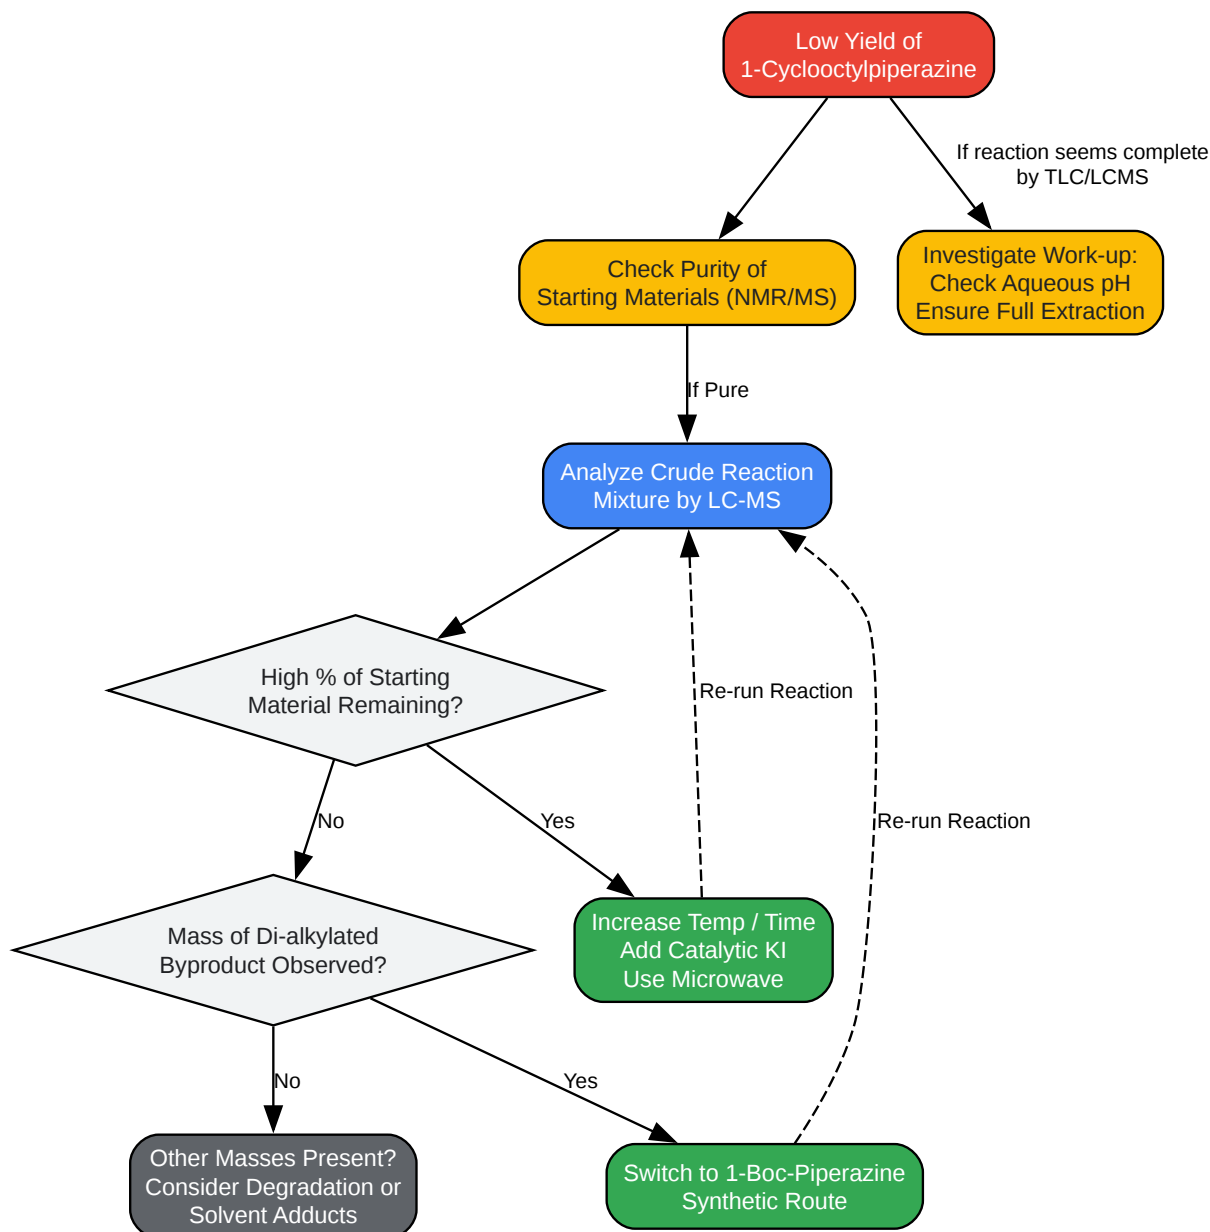 Low Yield of
1-Cyclooctylpiperazine
If reaction seems complete
by TLC/LCMS
Check Purity of
Starting Materials (NMR/MS)
Investigate Work-up:
Check Aqueous pH
Ensure Full Extraction
If Pure
Analyze Crude Reaction
Mixture by LC-MS
High % of Starting
Material Remaining?
Re-run Reaction
No
Yes
Re-run Reaction
Mass of Di-alkylated
Byproduct Observed?
Increase Temp / Time
Add Catalytic KI
Use Microwave
No
Yes
Other Masses Present?
Consider Degradation or
Solvent Adducts
Switch to 1-Boc-Piperazine
Synthetic Route